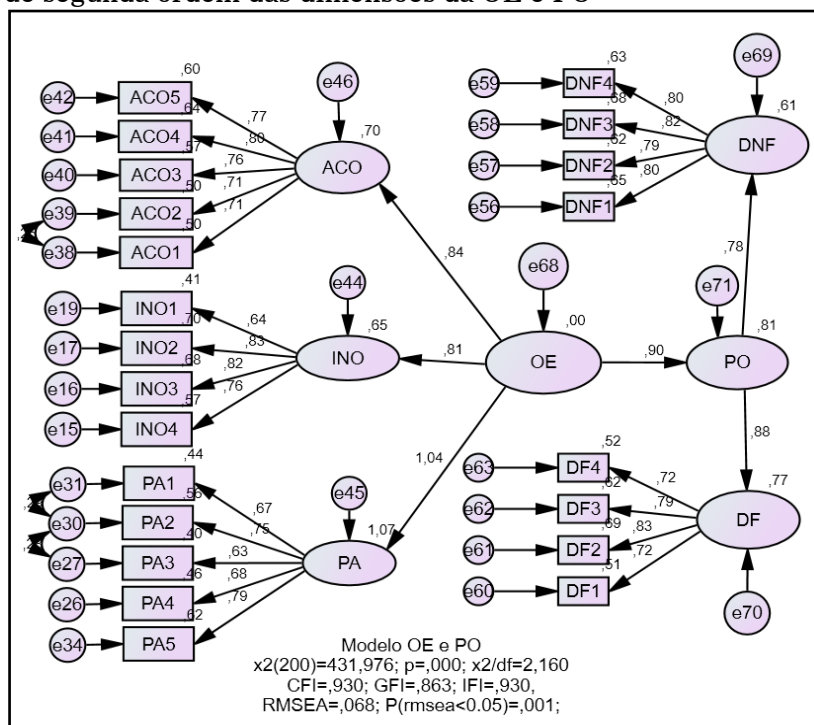 de segunda ordem das dimensões da OE e PO
,60
e42 ACO5
,64
e41 ACO4
,57
e40 ACO3
,50
e39 ACO2
,50
e38 ACO1
,77
,80
,76
,71
,71
e46
,70
ACO
,41
e19 INO1
,70
e17 INO2
,68
e16 INO3
,57
e15 INO4
,64
,83
,82
,76
e44
,65
INO
,44
e31 PA1
,56
e30 PA2
,40
e27 PA3
,46
e26 PA4
,62
e34 PA5
,67
,75
,63
,68
,79
e45
1,07
PA
,84
,81
1,04
e68
,00
OE
,90
e71
,81
PO
,78
,88
,63
e59 DNF4
,68
e58 DNF3
,62
e57 DNF2
,65
e56 DNF1
,80
,82
,79
,80
e69
,61
DNF
,52
e63 DF4
,62
e62 DF3
,69
e61 DF2
,51
e60 DF1
,72
,79
,83
,72
,77
DF
e70
Modelo OE e PO
x2(200)=431,976; p=,000; x2/df=2,160
CFI=,930; GFI=,863; IFI=,930,
RMSEA=,068; P(rmsea<0.05)=,001;